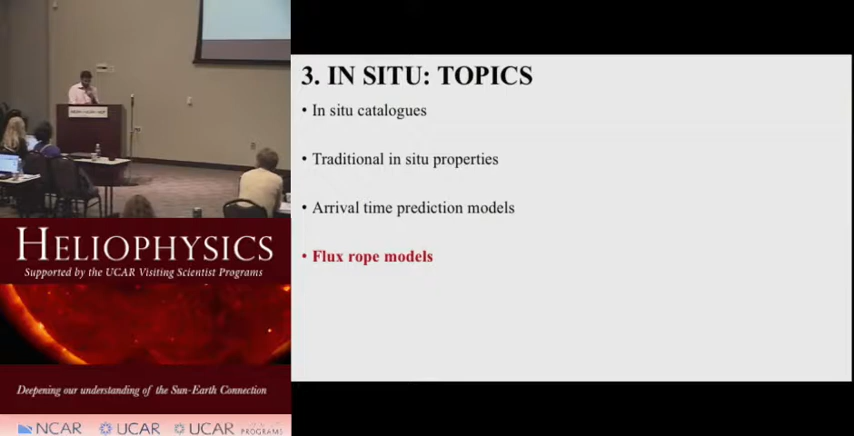 3. IN SITU: TOPICS
• In situ catalogues
• Traditional in situ properties
• Arrival time prediction models
• Flux rope models
HELIOPHYSICS
Supported by the UCAR Visiting Scientist Programs
Deepening our understanding of the Sun-Earth Connection
NCAR UCAR UCAR
PROGRAMS